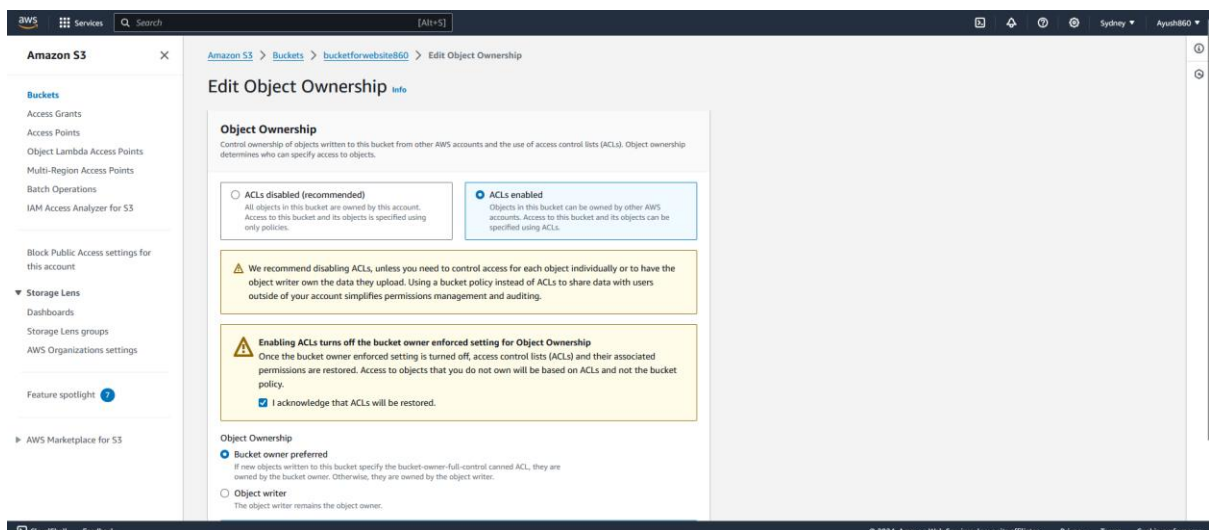 aws
Services
Search
[Alt+S]
Sydney ▼
Ayush860 ▼
Amazon S3
Buckets
Access Grants
Access Points
Object Lambda Access Points
Multi-Region Access Points
Batch Operations
IAM Access Analyzer for S3
Block Public Access settings for
this account
▼ Storage Lens
Dashboards
Storage Lens groups
AWS Organizations settings
Feature spotlight 7
▶ AWS Marketplace for S3
Amazon S3 > Buckets > bucketforwebsite860 > Edit Object Ownership
Edit Object Ownership Info
Object Ownership
Control ownership of objects written to this bucket from other AWS accounts and the use of access control lists (ACLs). Object ownership
determines who can specify access to objects.
ACLs disabled (recommended)
All objects in this bucket are owned by this account.
Access to this bucket and its objects is specified using
only policies.
ACLs enabled
Objects in this bucket can be owned by other AWS
accounts. Access to this bucket and its objects can be
specified using ACLs.
We recommend disabling ACLs, unless you need to control access for each object individually or to have the
object writer own the data they upload. Using a bucket policy instead of ACLs to share data with users
outside of your account simplifies permissions management and auditing.
Enabling ACLs turns off the bucket owner enforced setting for Object Ownership
Once the bucket owner enforced setting is turned off, access control lists (ACLs) and their associated
permissions are restored. Access to objects that you do not own will be based on ACLs and not the bucket
policy.
I acknowledge that ACLs will be restored.
Object Ownership
Bucket owner preferred
If new objects written to this bucket specify the bucket-owner-full-control canned ACL, they are
owned by the bucket owner. Otherwise, they are owned by the object writer.
Object writer
The object writer remains the object owner.